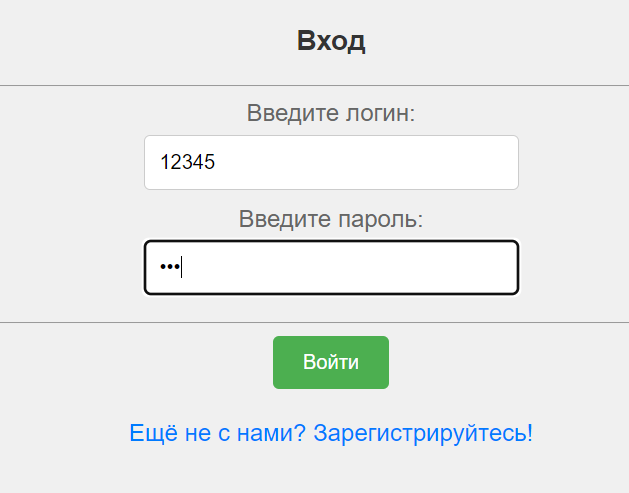 Вход
Введите логин:
12345
Введите пароль:
•••
Войти
Ещё не с нами? Зарегистрируйтесь!